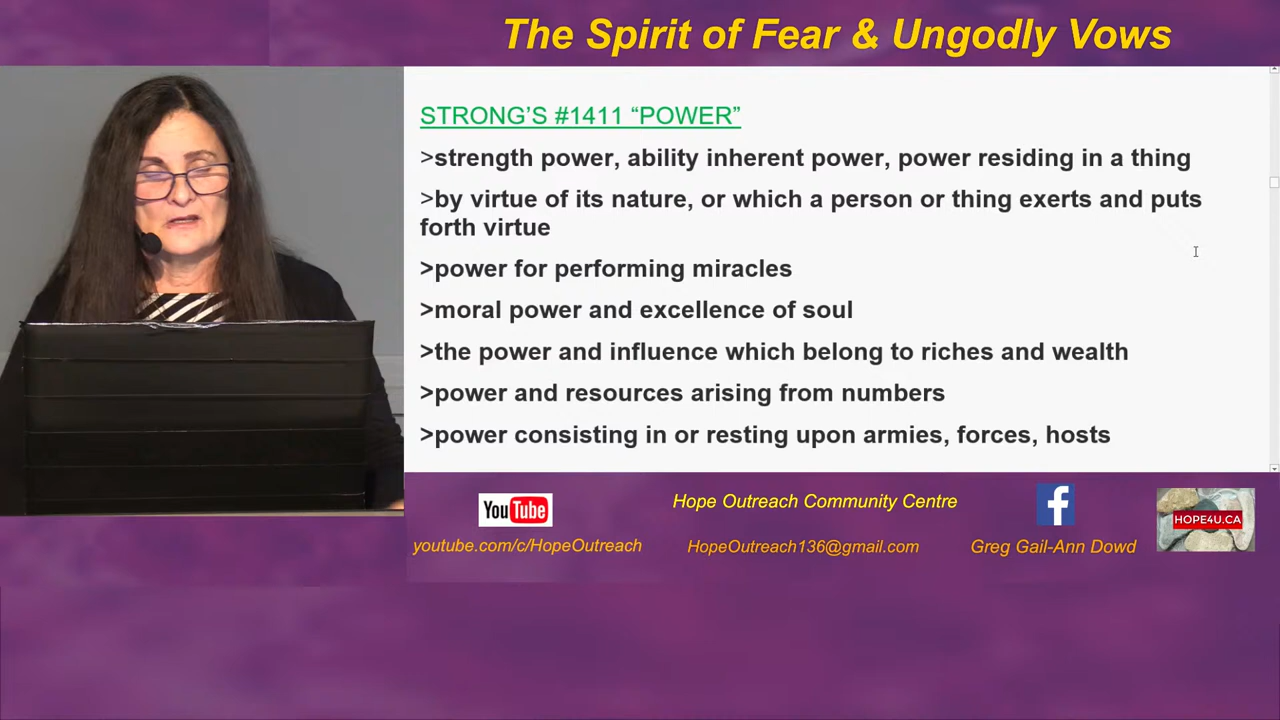 The Spirit of Fear & Ungodly Vows
STRONG’S #1411 “POWER”
>strength power, ability inherent power, power residing in a thing
>by virtue of its nature, or which a person or thing exerts and puts
forth virtue
>power for performing miracles
>moral power and excellence of soul
>the power and influence which belong to riches and wealth
>power and resources arising from numbers
>power consisting in or resting upon armies, forces, hosts
YouTube
youtube.com/c/HopeOutreach
Hope Outreach Community Centre
HopeOutreach136@gmail.com
f
Greg Gail-Ann Dowd
HOPE4U.CA